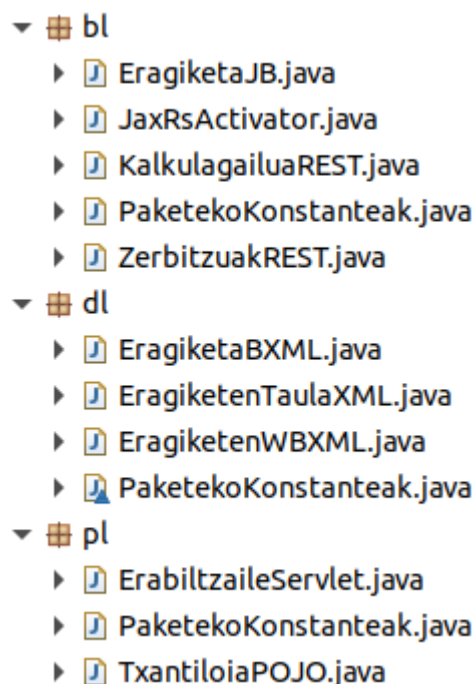 bl
EragiketaJB.java
JaxRsActivator.java
KalkulagailuaREST.java
PaketekoKonstanteak.java
ZerbitzuakREST.java
dl
EragiketaBXML.java
EragiketenTaulaXML.java
EragiketenWBXML.java
PaketekoKonstanteak.java
pl
ErabiltzaileServlet.java
PaketekoKonstanteak.java
TxantiloiaPOJO.java